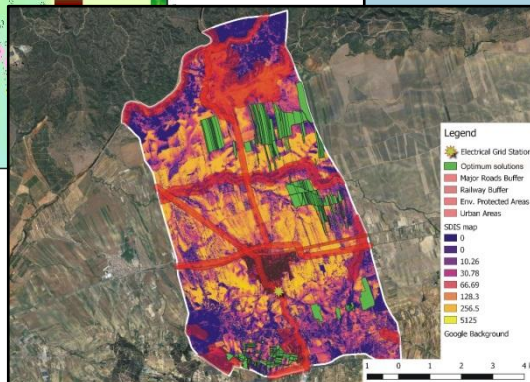 Legend
Electrical Grid Station
Optimum solutions
Major Roads Buffer
Railway Buffer
Env. Protected Areas
Urban Areas
SDIS map
0
0
10.26
30.78
66.69
128.3
256.5
5125
Google Background
1 0 1 2 3 4